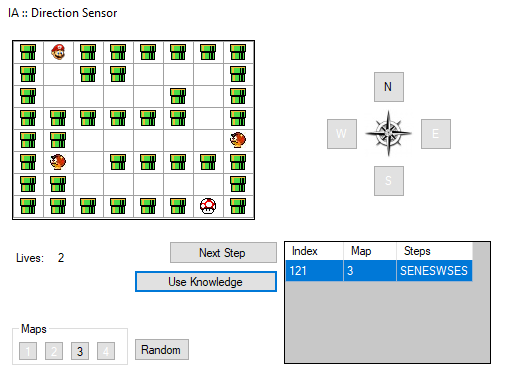 IA :: Direction Sensor
N
W E
S
Lives: 2
Next Step
Use Knowledge
Index Map Steps
121 3 SENESWSES
Maps
1 2 3 4
Random